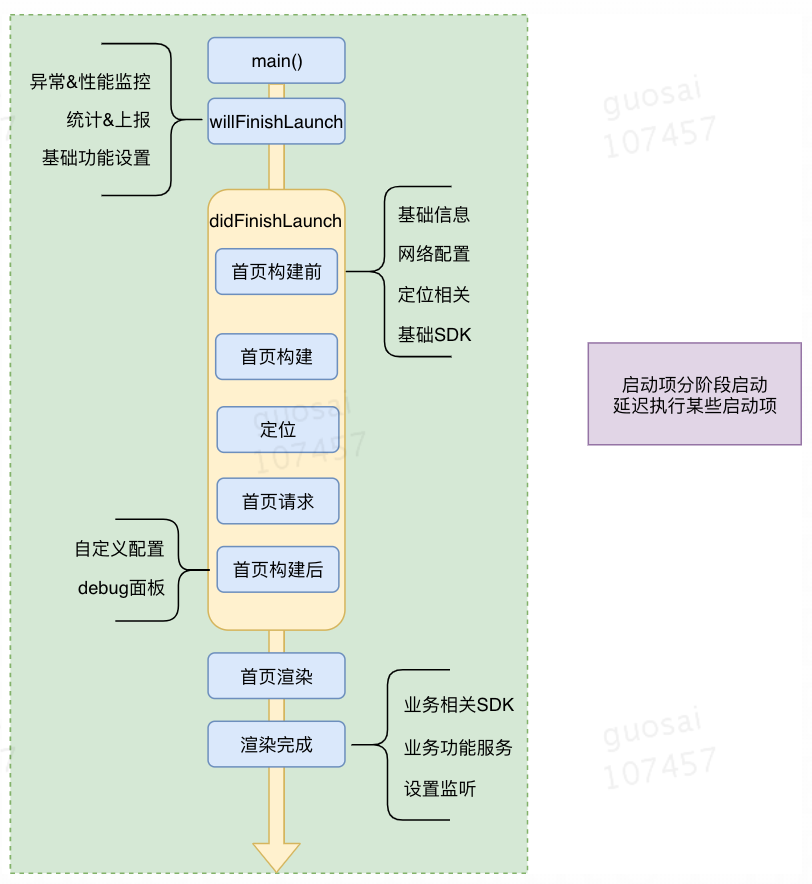 main()
异常&性能监控
统计&上报
基础功能设置
willFinishLaunch
didFinishLaunch
首页构建前
基础信息
网络配置
定位相关
基础SDK
首页构建
定位
首页请求
首页构建后
自定义配置
debug面板
首页渲染
渲染完成
业务相关SDK
业务功能服务
设置监听
启动项分阶段启动
延迟执行某些启动项
guosai
107457
guosai
107457
guosai
107457